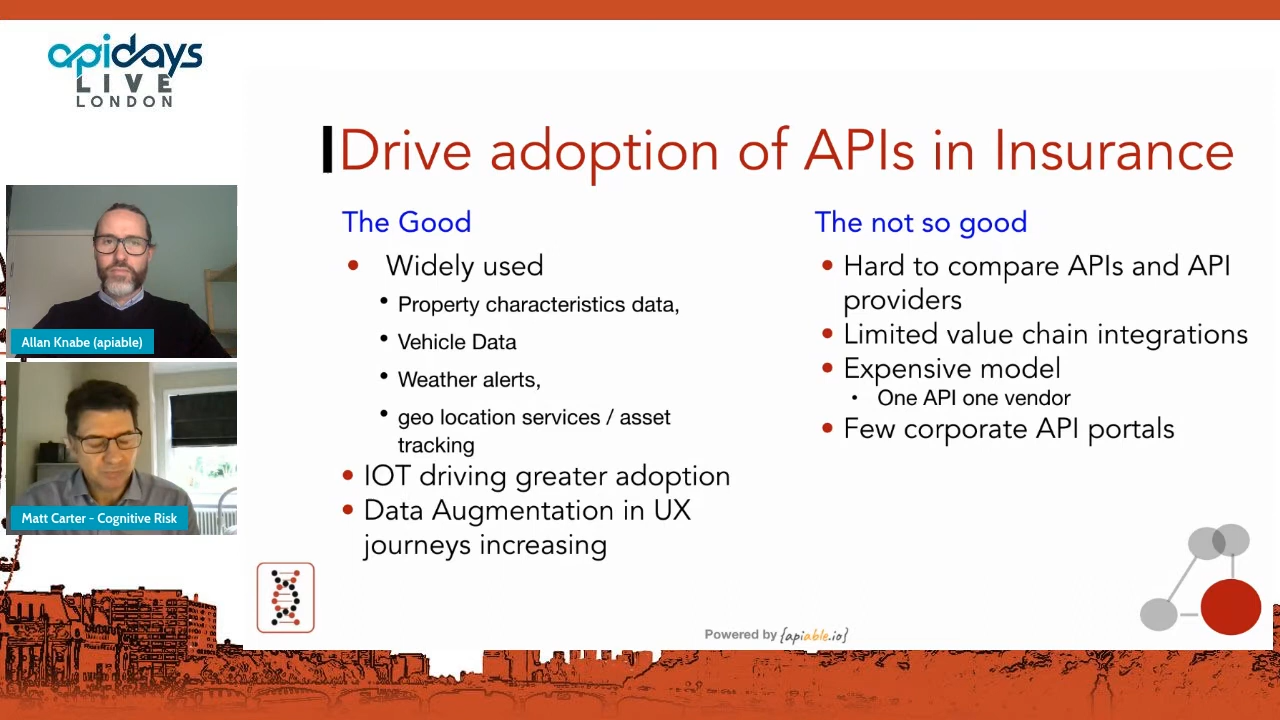 apidays
LIVE
LONDON
Drive adoption of APIs in Insurance
The Good
• Widely used
• Property characteristics data,
• Vehicle Data
• Weather alerts,
• geo location services / asset
tracking
• IOT driving greater adoption
• Data Augmentation in UX
journeys increasing
The not so good
• Hard to compare APIs and API
providers
• Limited value chain integrations
• Expensive model
• One API one vendor
• Few corporate API portals
Allan Knabe (apiable)
Matt Carter - Cognitive Risk
Powered by {apiable.io}